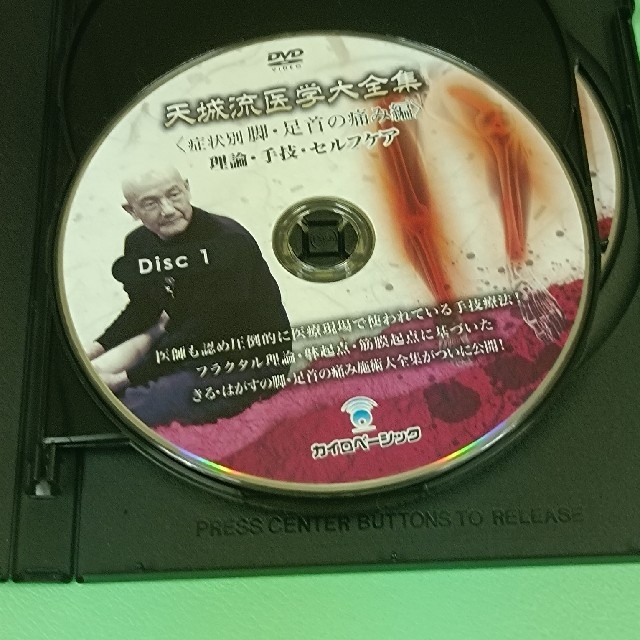 DVD
VIDEO
天城流医学大全集
〈症状別 脚・足首の痛み編〉
理論・手技・セルフケア
Disc 1
医師も認め圧倒的に医療現場で使われている手技療法!
フラクタル理論・躰起点・筋膜起点に基づいた
きる・はがすの脚・足首の痛み施術大全集がついに公開!
カイロベーシック
PRESS CENTER BUTTONS TO RELEASE